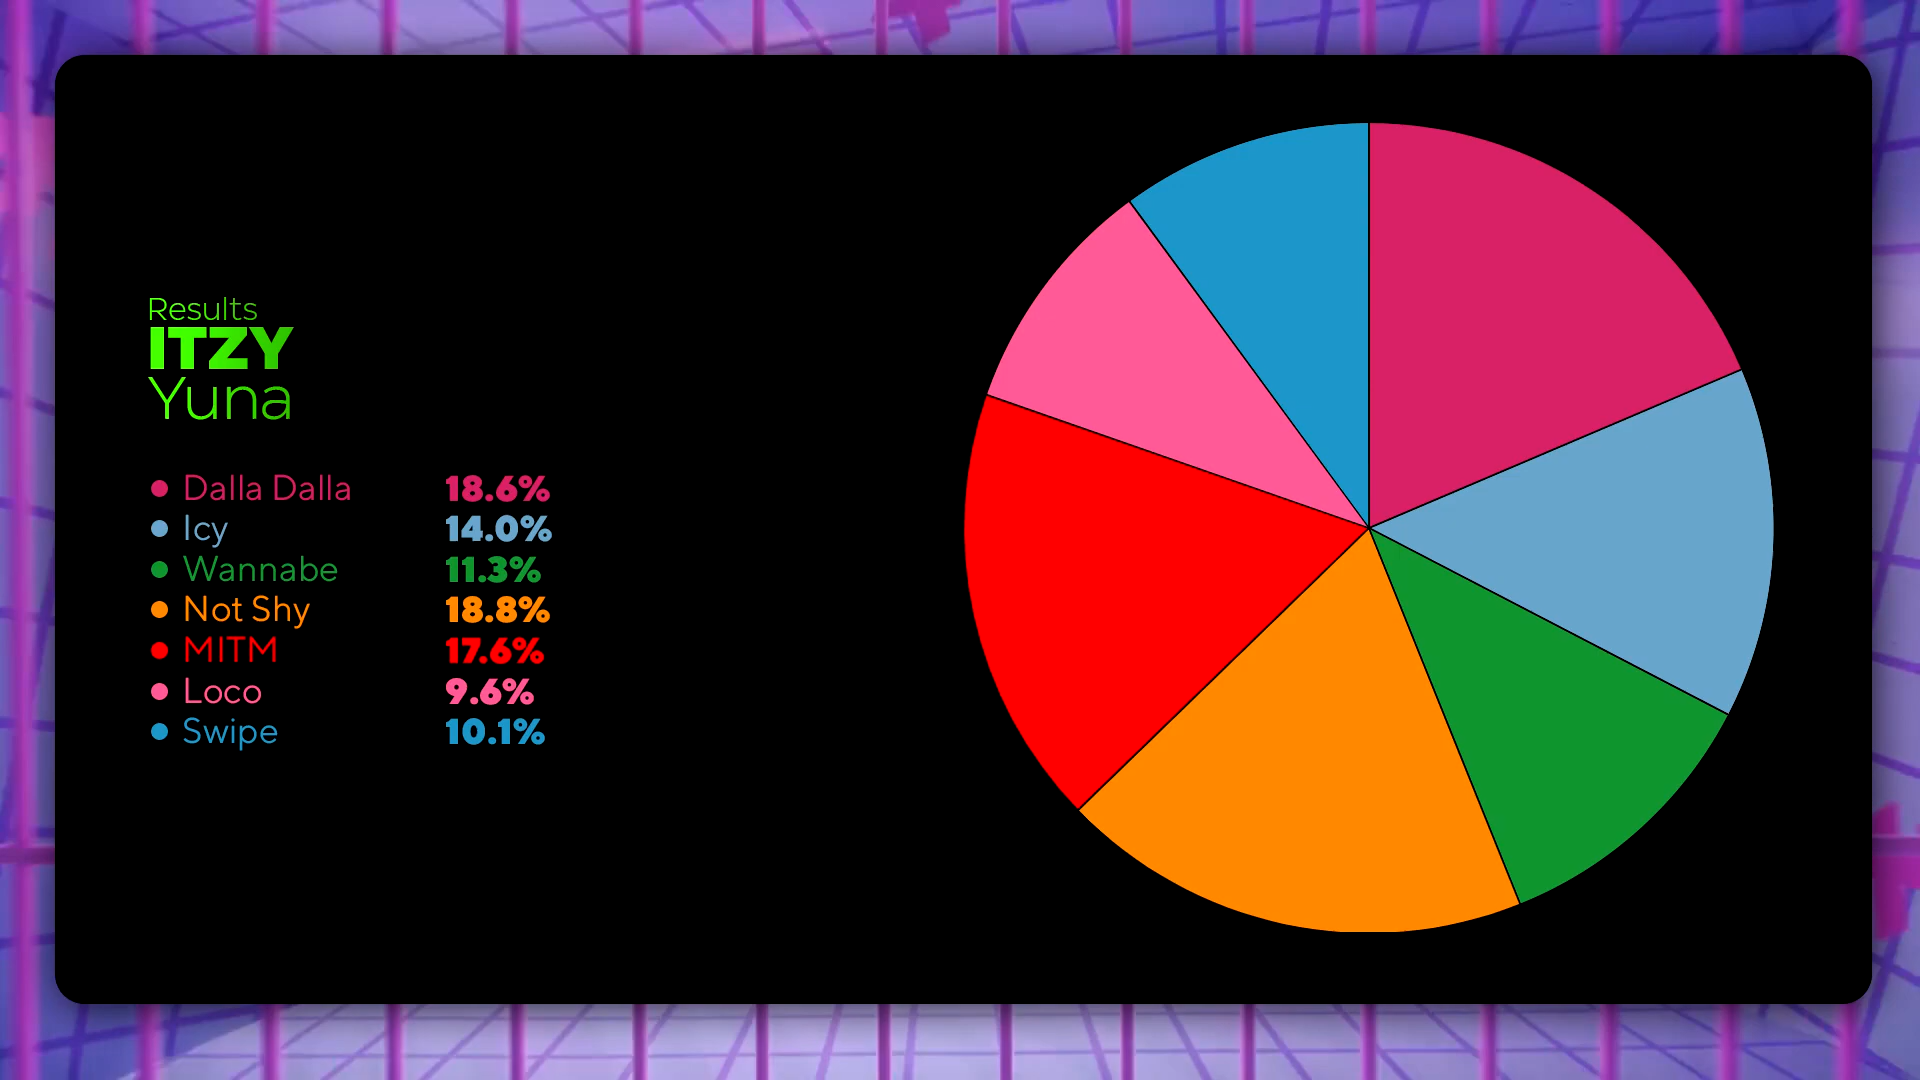 Results
ITZY
Yuna
Dalla Dalla 18.6%
Icy 14.0%
Wannabe 11.3%
Not Shy 18.8%
MITM 17.6%
Loco 9.6%
Swipe 10.1%